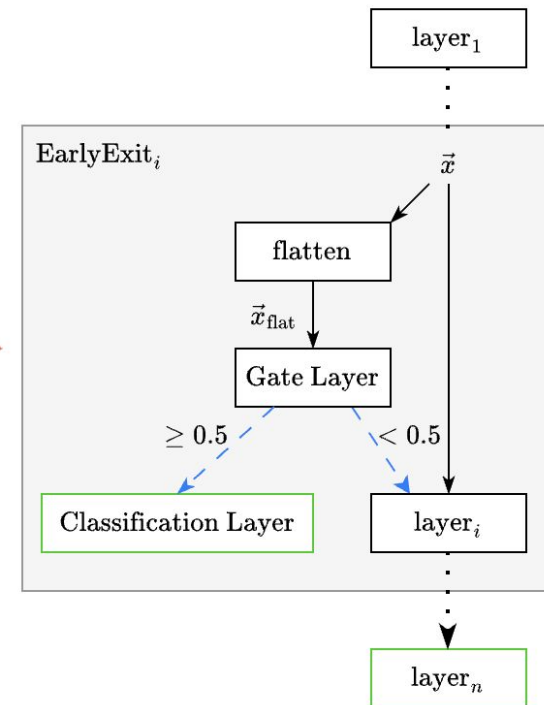 layer₁
EarlyExitᵢ
x⃗
flatten
x⃗flat
Gate Layer
≥ 0.5
< 0.5
Classification Layer
layerᵢ
layerₙ